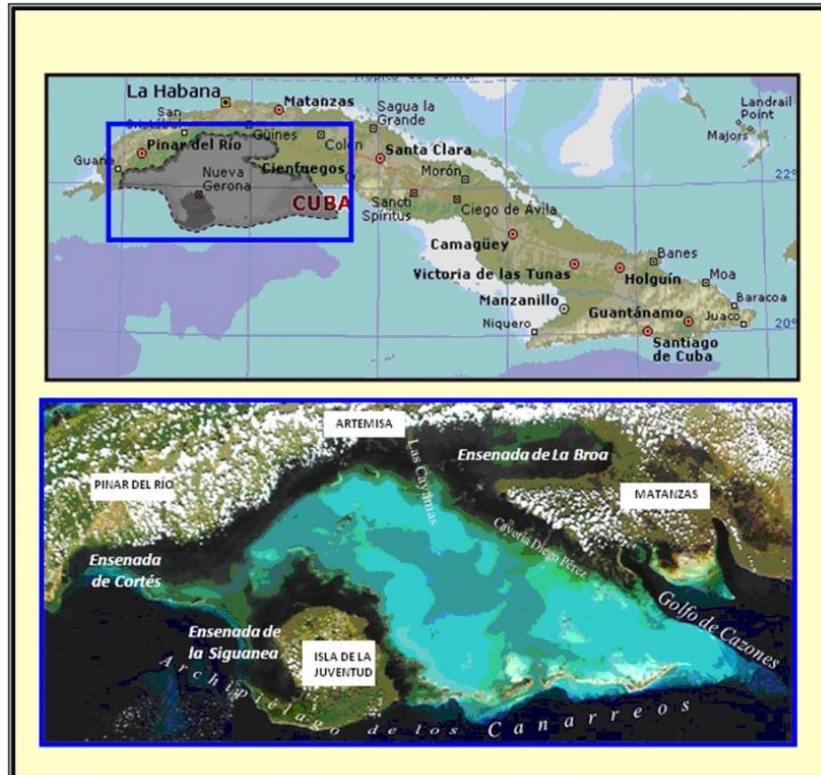 La Habana
Matanzas
San
Sagua la
Grande
Landrail
Point
Majors
Güines
Colón
Pinar del Río
Santa Clara
Guane
Cienfuegos
Morón
22°
Nueva
Gerona
CUBA
Sancti
Spíritus
Ciego de Ávila
Camagüey
Banes
Victoria de las Tunas
Holguín
Moa
Manzanillo
Baracoa
Guantánamo
Juaco
Niquero
20°
Santiago
de Cuba
ARTEMISA
Las Cayamas
Ensenada de La Broa
PINAR DEL RÍO
MATANZAS
Cayería Diego Pérez
Ensenada
de Cortés
Golfo de Cazones
Ensenada de
la Siguanea
ISLA DE LA
JUVENTUD
Archipielago de los Canarreos